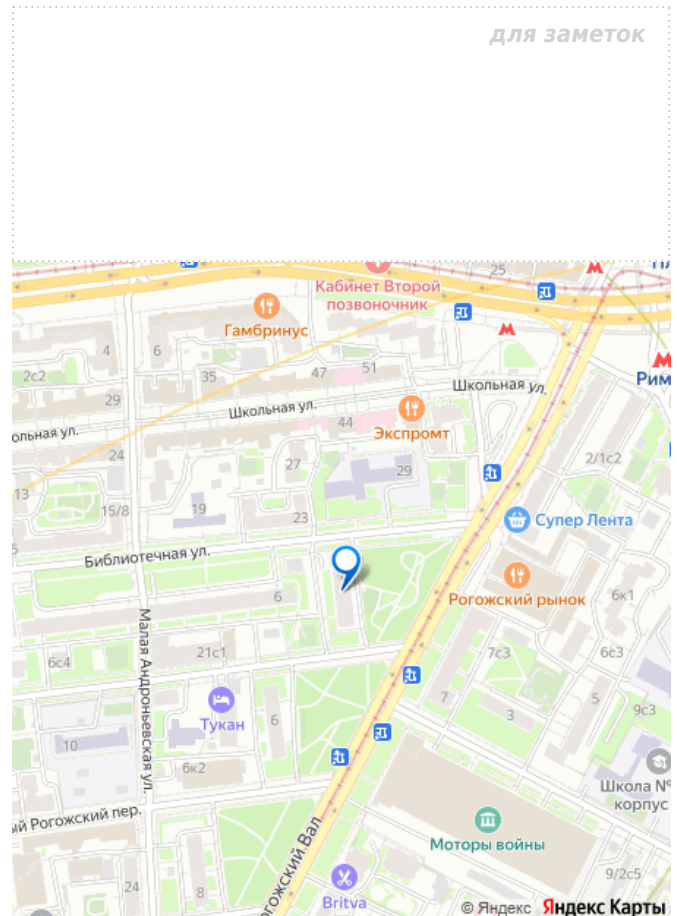 для заметок
25
Кабинет Второй
позвоночник
Гамбринус
4
6
35
47
51
2с2
29
Рим
Школьная ул.
Школьная ул.
44
Экспромт
ольная ул.
24
27
29
2/1с2
13
15/8
19
23
Супер Лента
Библиотечная ул.
Рогожский рынок
6
6к1
Малая Андроньевская ул.
21с1
7с3
6с3
6с4
Тукан
6
7
3
5
9с3
10
6к2
Школа №
корпус
ый Рогожский пер.
Моторы войны
огожский Вал
24
8
Britva
9/2с5
© Яндекс Яндекс Карты